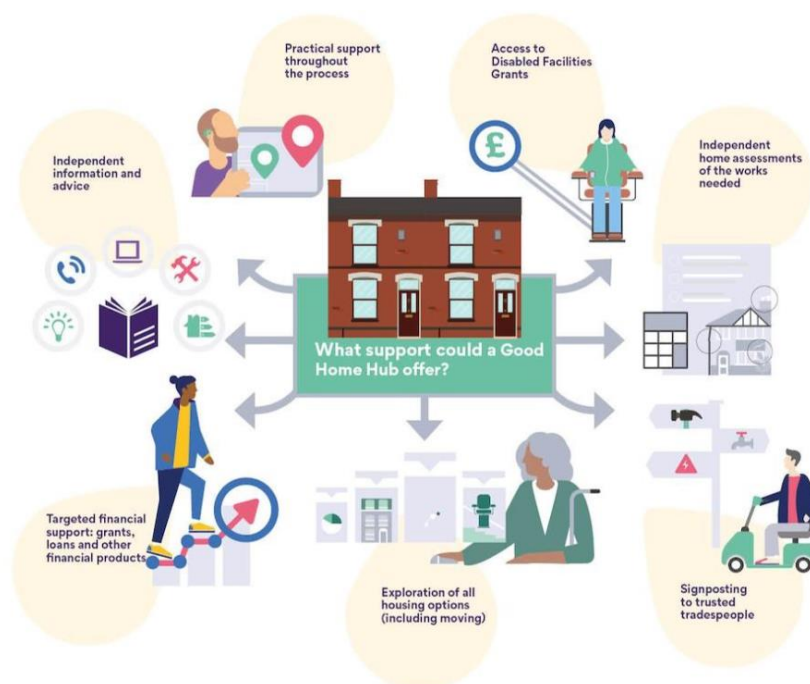 Practical support
throughout
the process
Access to
Disabled Facilities
Grants
Independent
information and
advice
Independent
home assessments
of the works
needed
£
What support could a Good
Home Hub offer?
Targeted financial
support: grants,
loans and other
financial products
Exploration of all
housing options
(including moving)
Signposting
to trusted
tradespeople